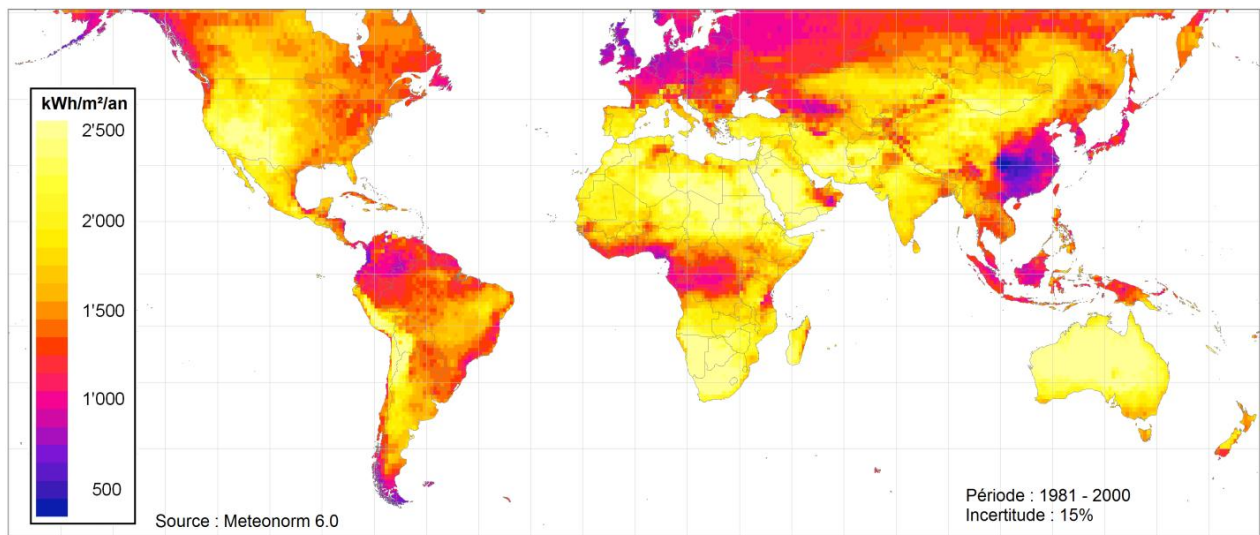 kWh/m²/an
2'500
2'000
1'500
1'000
500
Source : Meteonorm 6.0
Période : 1981 - 2000
Incertitude : 15%